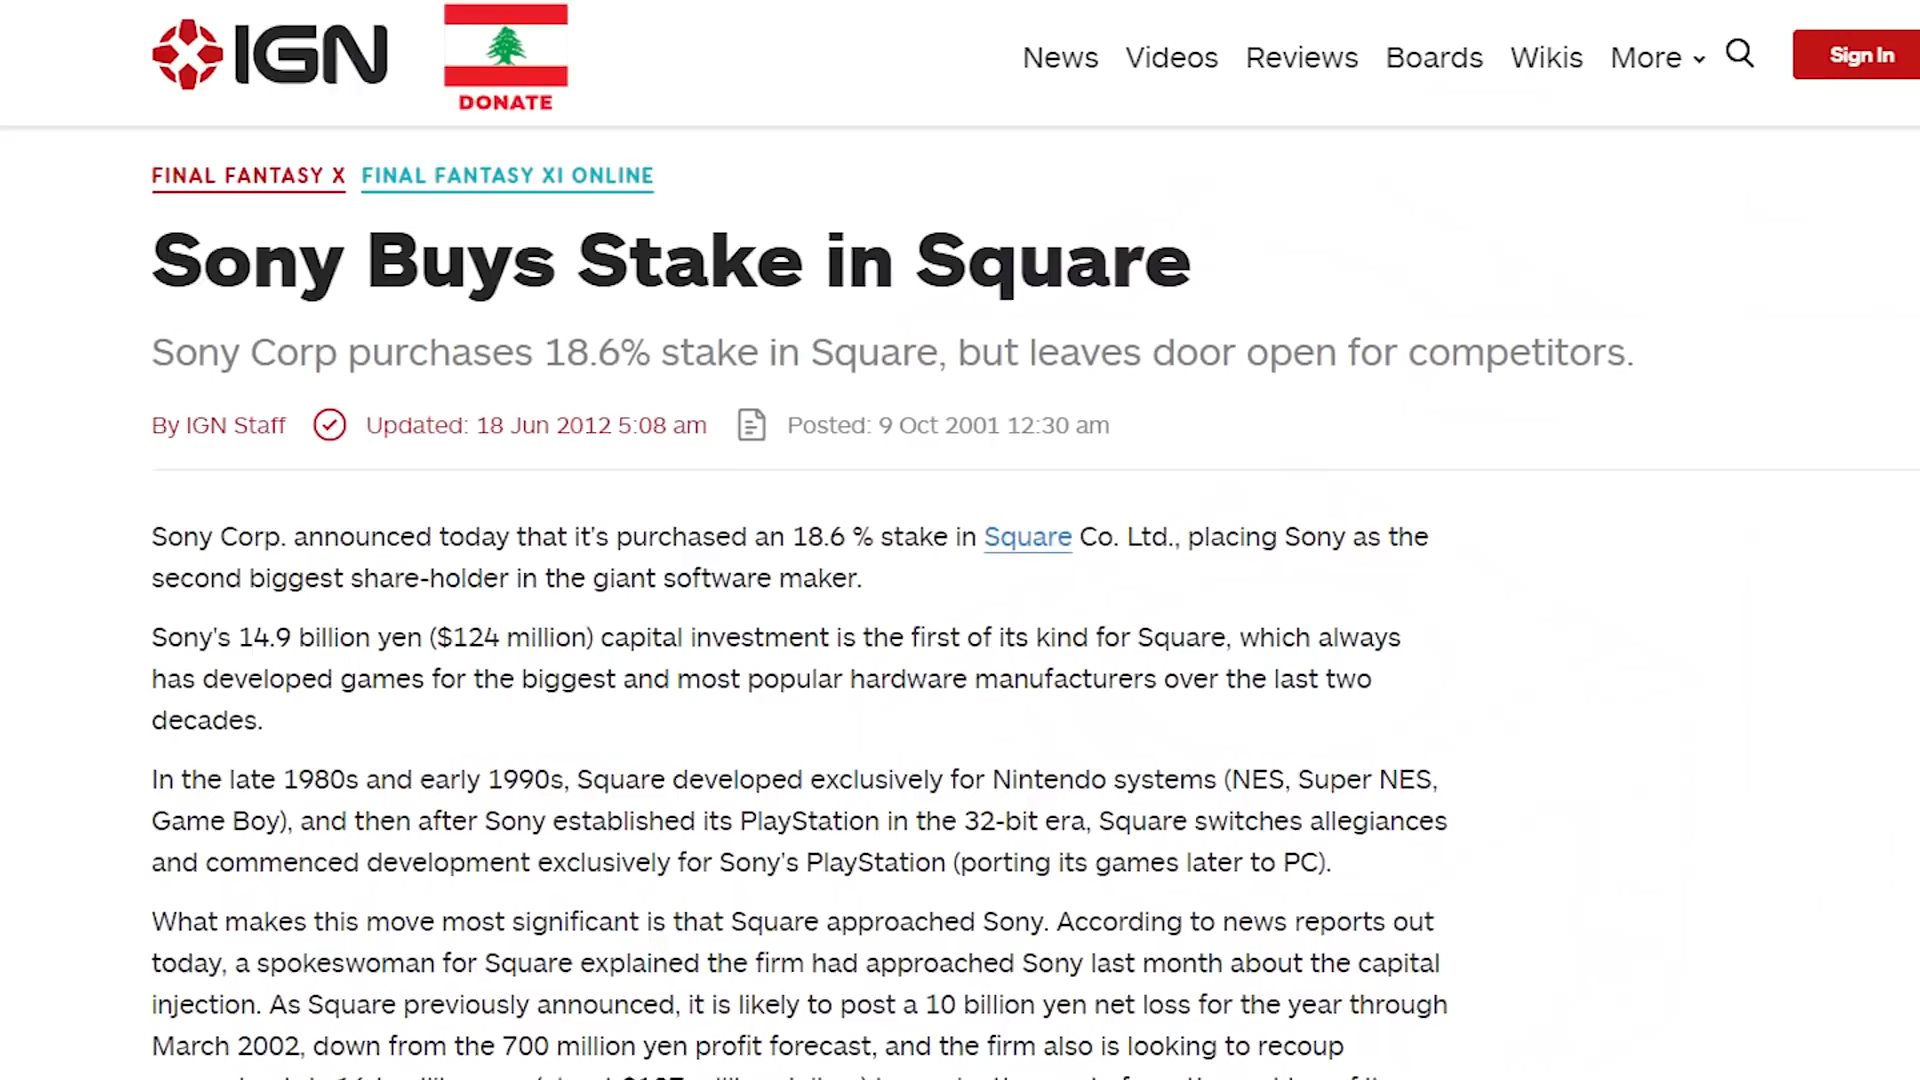 IGN
DONATE
News Videos Reviews Boards Wikis More
Sign In
FINAL FANTASY X FINAL FANTASY XI ONLINE
Sony Buys Stake in Square
Sony Corp purchases 18.6% stake in Square, but leaves door open for competitors.
By IGN Staff Updated: 18 Jun 2012 5:08 am Posted: 9 Oct 2001 12:30 am
Sony Corp. announced today that it's purchased an 18.6 % stake in Square Co. Ltd., placing Sony as the
second biggest share-holder in the giant software maker.
Sony's 14.9 billion yen ($124 million) capital investment is the first of its kind for Square, which always
has developed games for the biggest and most popular hardware manufacturers over the last two
decades.
In the late 1980s and early 1990s, Square developed exclusively for Nintendo systems (NES, Super NES,
Game Boy), and then after Sony established its PlayStation in the 32-bit era, Square switches allegiances
and commenced development exclusively for Sony's PlayStation (porting its games later to PC).
What makes this move most significant is that Square approached Sony. According to news reports out
today, a spokeswoman for Square explained the firm had approached Sony last month about the capital
injection. As Square previously announced, it is likely to post a 10 billion yen net loss for the year through
March 2002, down from the 700 million yen profit forecast, and the firm also is looking to recoup